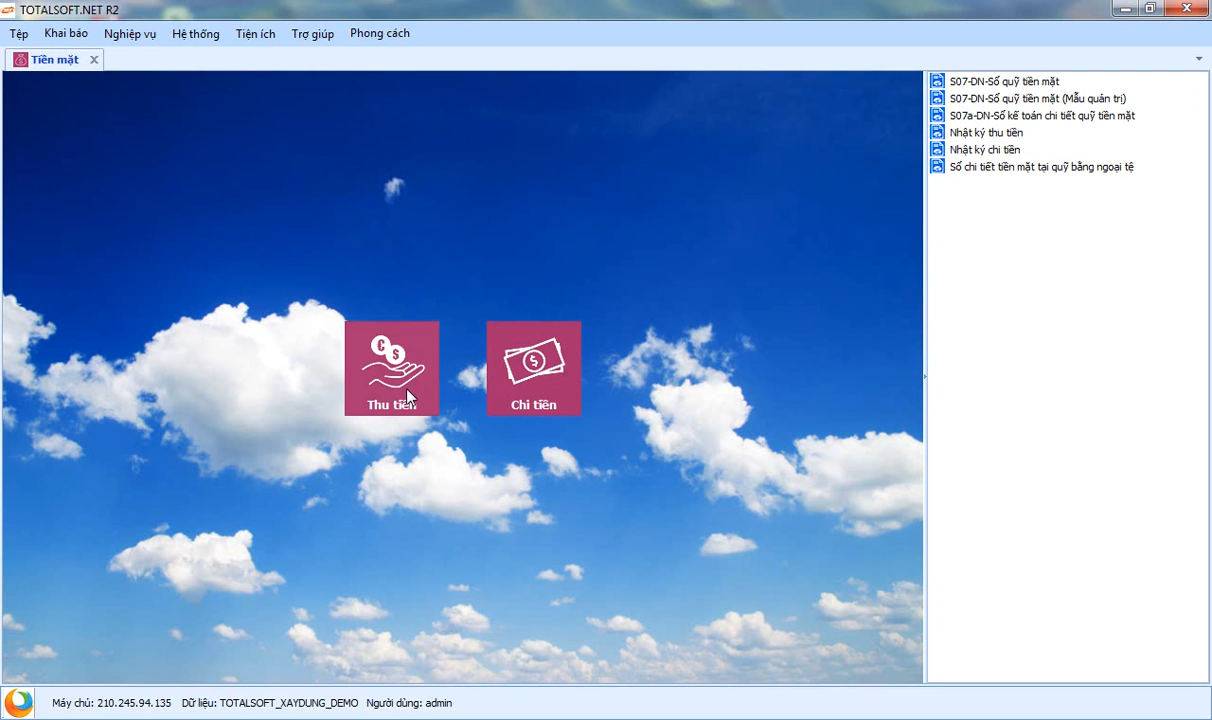 TOTALSOFT.NET R2
Tệp Khai báo Nghiệp vụ Hệ thống Tiện ích Trợ giúp Phong cách
Tiền mặt
S07-DN-Sổ quỹ tiền mặt
S07-DN-Sổ quỹ tiền mặt (Mẫu quản trị)
S07a-DN-Sổ kế toán chi tiết quỹ tiền mặt
Nhật ký thu tiền
Nhật ký chi tiền
Sổ chi tiết tiền mặt tại quỹ bằng ngoại tệ
Thu tiền Chi tiền
Máy chủ: 210.245.94.135 Dữ liệu: TOTALSOFT_XAYDUNG_DEMO Người dùng: admin